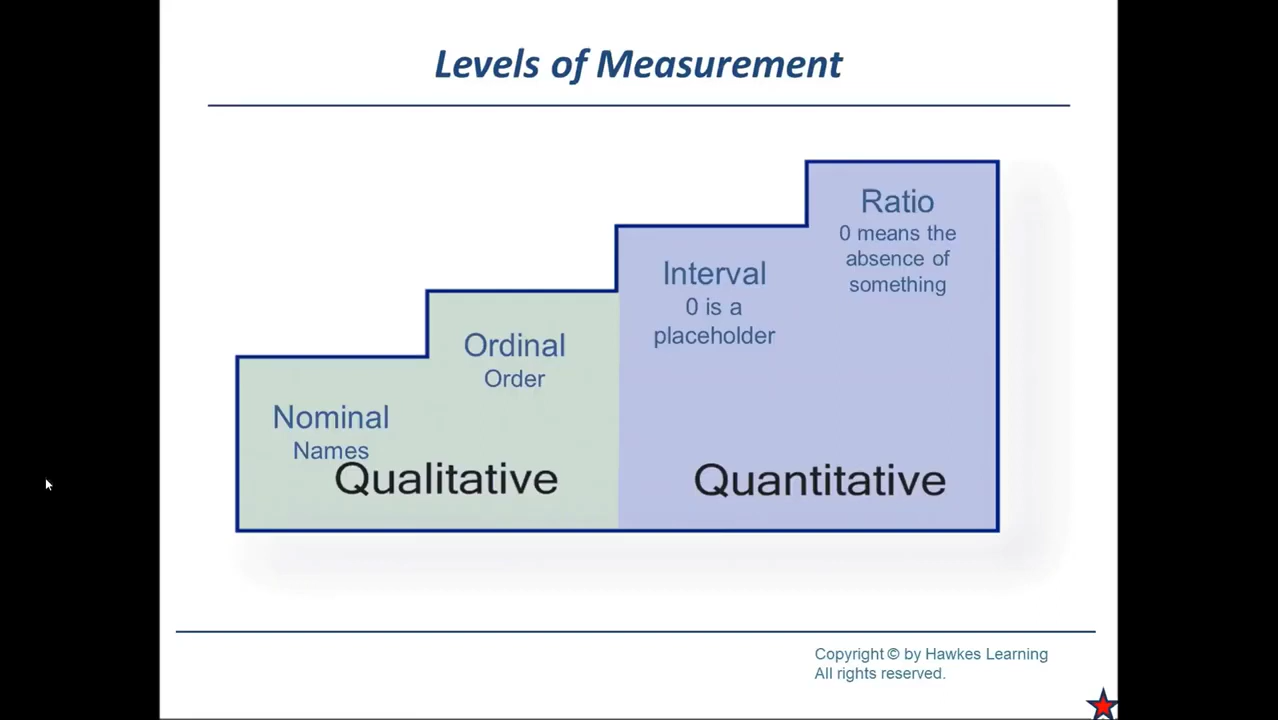 Levels of Measurement
Ratio
0 means the
absence of
something
Interval
0 is a
placeholder
Ordinal
Order
Nominal
Names
Qualitative
Quantitative
Copyright © by Hawkes Learning
All rights reserved.